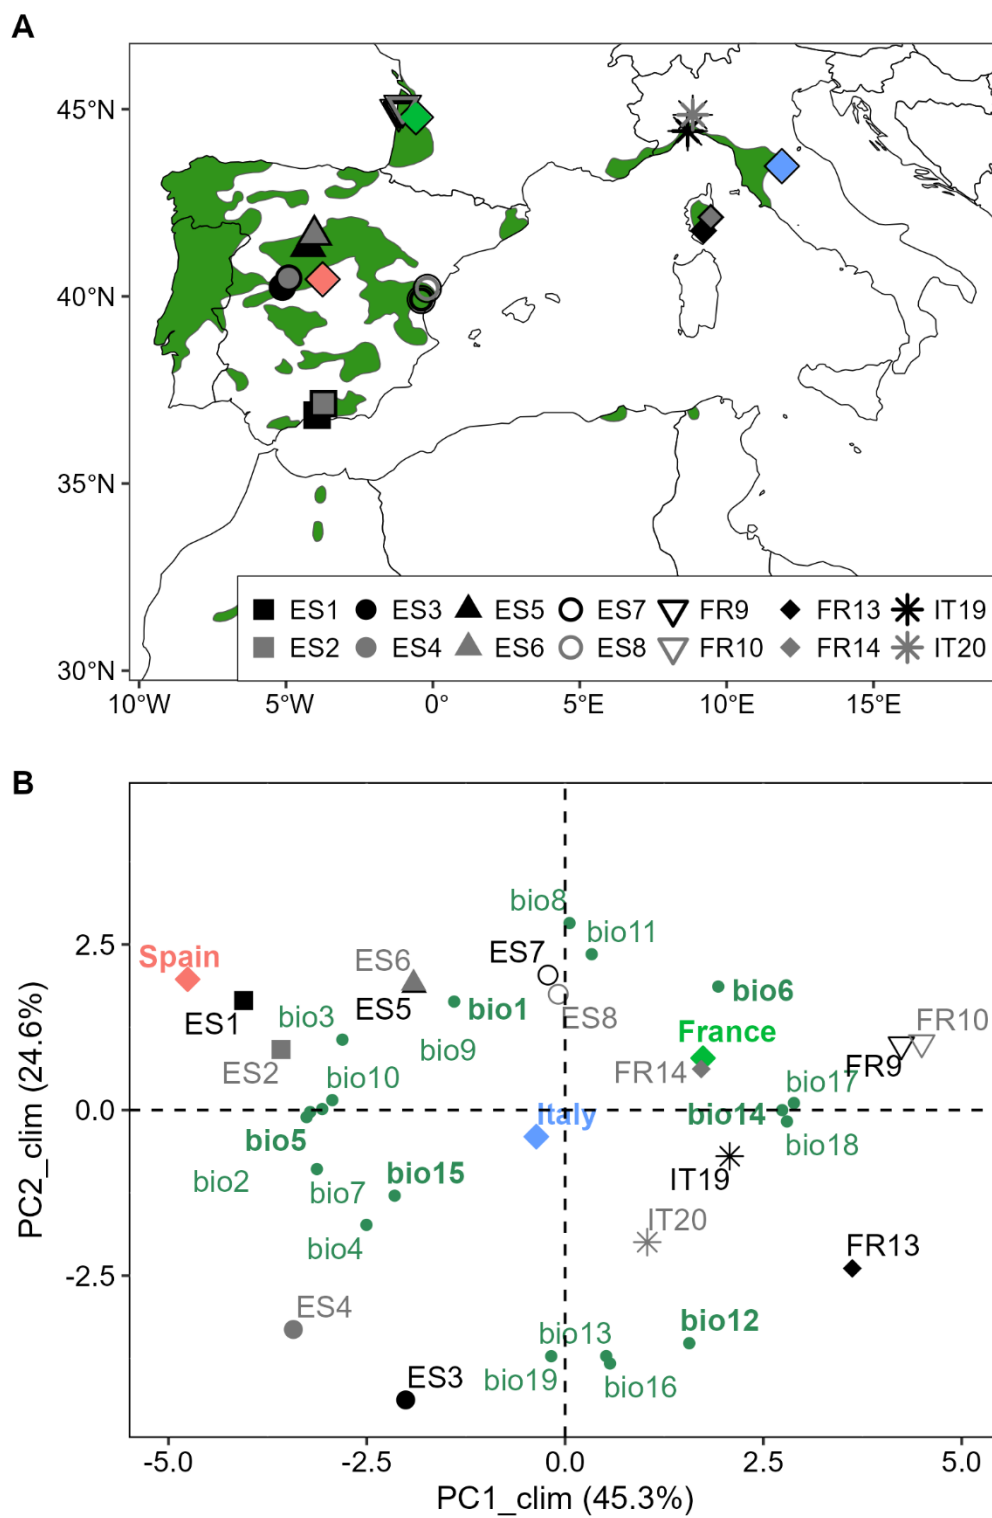 A
45°N
40°N
35°N
30°N
ES1 ES3 ES5 ES7 FR9 FR13 IT19
ES2 ES4 ES6 ES8 FR10 FR14 IT20
10°W 5°W 0° 5°E 10°E 15°E
B
bio8
ES7 bio11
2.5 Spain ES6
bio6
ES1 bio3 ES5 bio1 ES8 France FR10
ES2 bio9 FR14 FR9
bio10 bio17
0.0 Italy bio14
bio5 bio18
bio2 bio7 bio15 IT19
bio4 IT20
-2.5 FR13
ES4 bio13 bio12
ES3 bio19 bio16
PC2_clim (24.6%)
-5.0 -2.5 0.0 2.5 5.0
PC1_clim (45.3%)